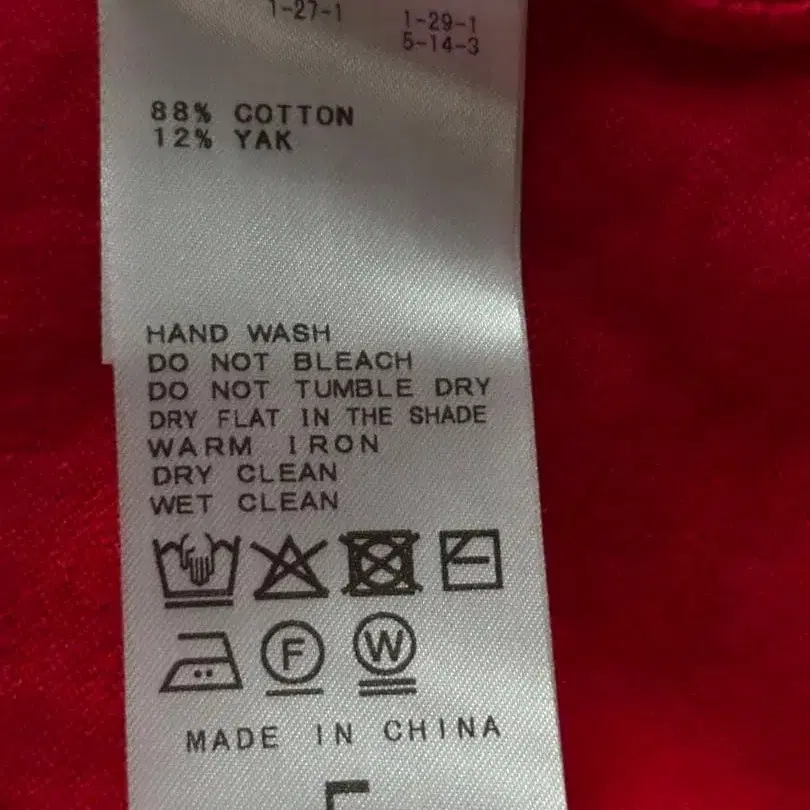 1-27-1
1-29-1
5-14-3
88% COTTON
12% YAK
HAND WASH
DO NOT BLEACH
DO NOT TUMBLE DRY
DRY FLAT IN THE SHADE
WARM IRON
DRY CLEAN
WET CLEAN
F W
MADE IN CHINA